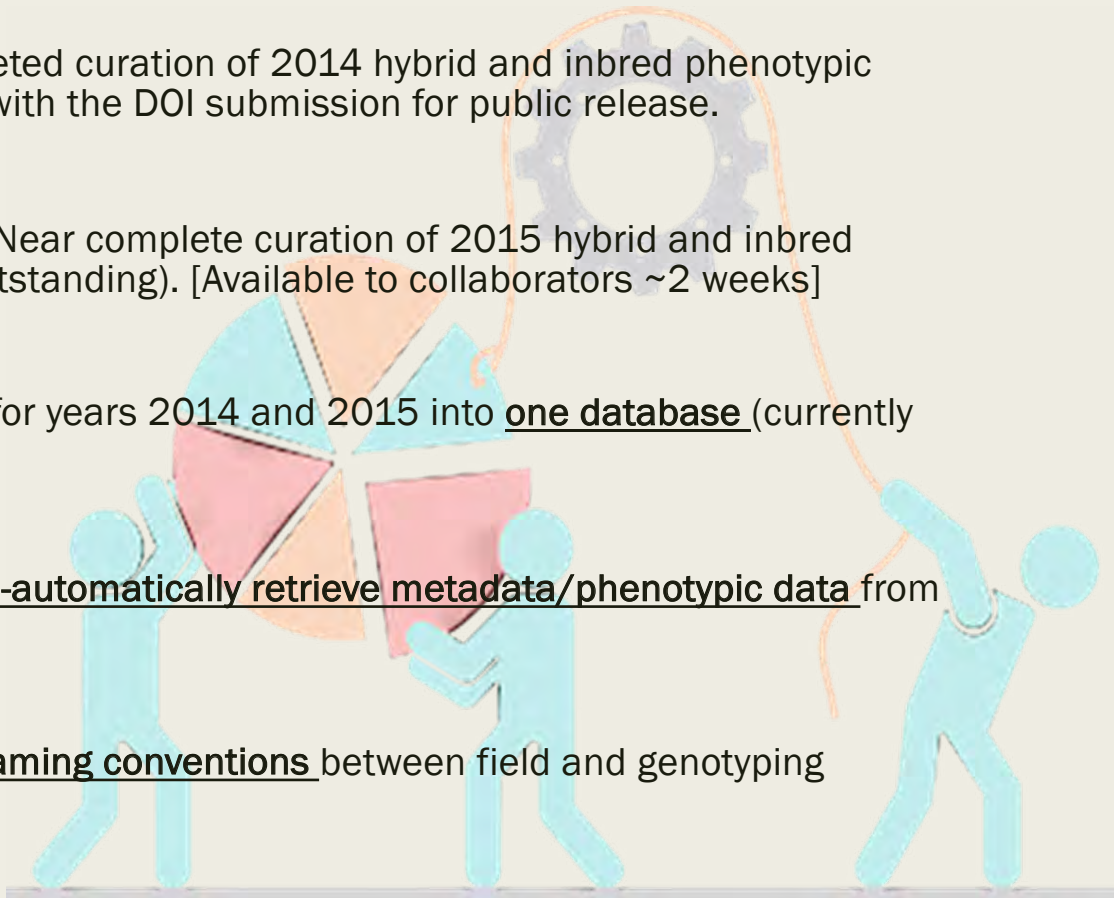 eted curation of 2014 hybrid and inbred phenotypic
with the DOI submission for public release.
Near complete curation of 2015 hybrid and inbred
tstanding). [Available to collaborators ~2 weeks]
for years 2014 and 2015 into one database (currently
-automatically retrieve metadata/phenotypic data from
aming conventions between field and genotyping